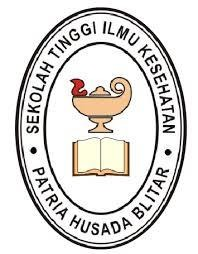 SEKOLAH TINGGI ILMU KESEHATAN
PATRIA HUSADA BLITAR